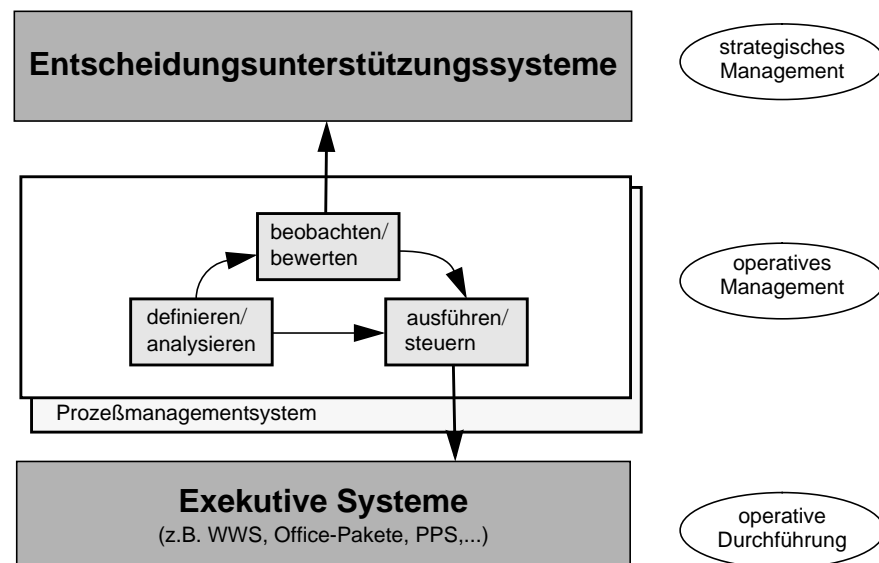 Entscheidungsunterstützungssysteme
strategisches
Management
beobachten/
bewerten
definieren/
analysieren
ausführen/
steuern
operatives
Management
Prozeßmanagementsystem
Exekutive Systeme
(z.B. WWS, Office-Pakete, PPS,...)
operative
Durchführung